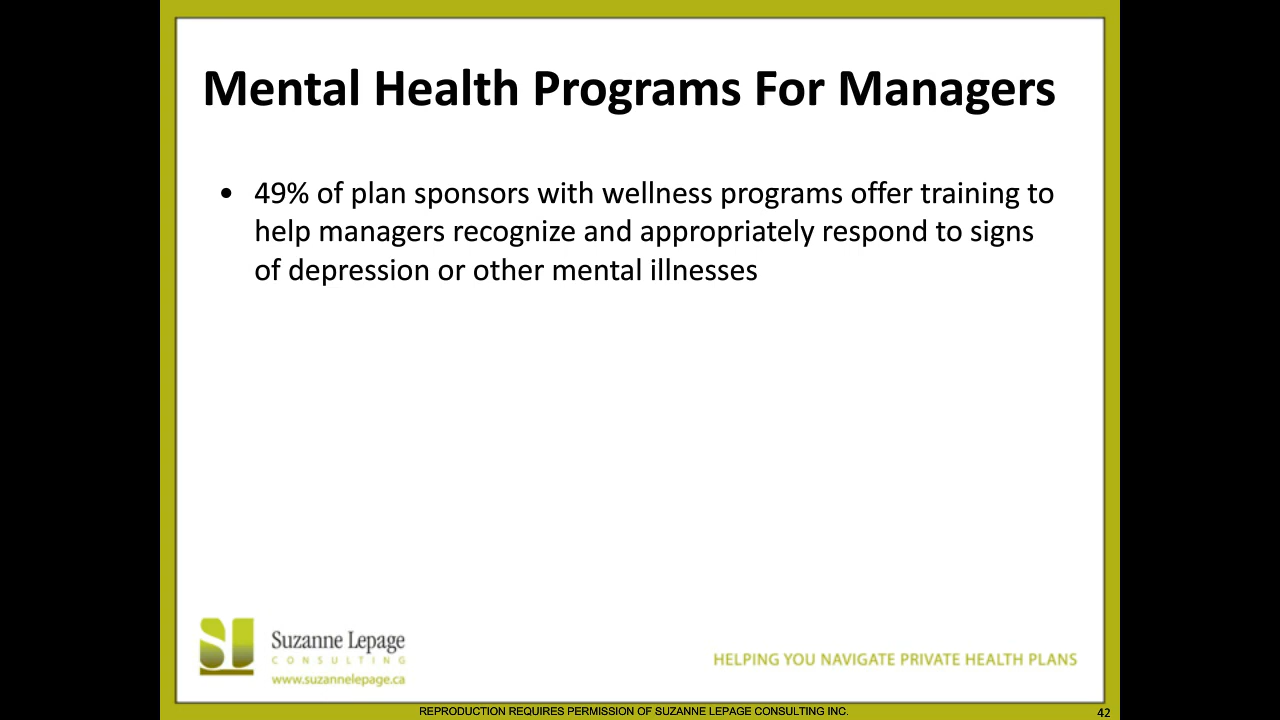 Mental Health Programs For Managers
• 49% of plan sponsors with wellness programs offer training to
help managers recognize and appropriately respond to signs
of depression or other mental illnesses
SL
Suzanne Lepage
CONSULTING
www.suzannelepage.ca
HELPING YOU NAVIGATE PRIVATE HEALTH PLANS
REPRODUCTION REQUIRES PERMISSION OF SUZANNE LEPAGE CONSULTING INC.
42